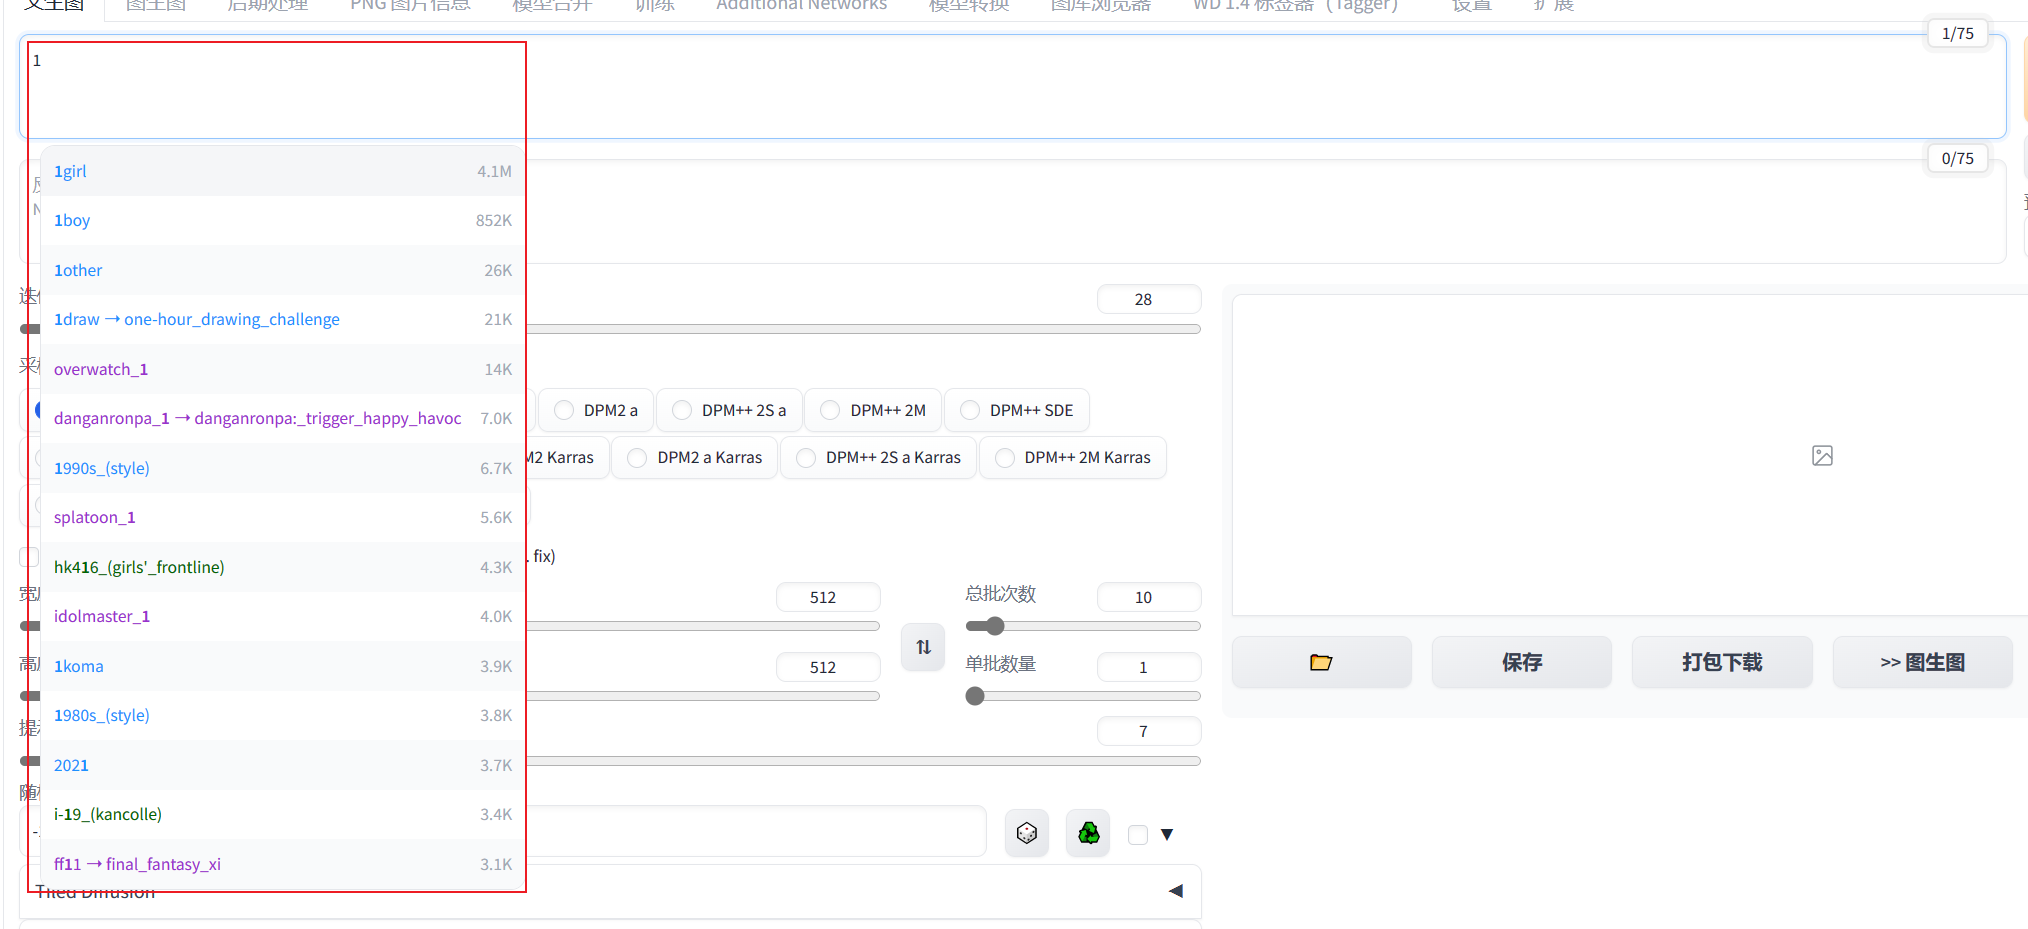 文生图 图生图 后期处理 PNG 图片信息 模型合并 训练 Additional Networks 模型转换 图库浏览器 WD 1.4 标签器（Tagger） 设置 扩展
1/75
1
0/75
1girl 4.1M
1boy 852K
1other 26K
1draw → one-hour_drawing_challenge 21K
overwatch_1 14K
danganronpa_1 → danganronpa:_trigger_happy_havoc 7.0K
1990s_(style) 6.7K
splatoon_1 5.6K
hk416_(girls'_frontline) 4.3K
idolmaster_1 4.0K
1koma 3.9K
1980s_(style) 3.8K
2021 3.7K
i-19_(kancolle) 3.4K
ff11 → final_fantasy_xi 3.1K
28
DPM2 a DPM++ 2S a DPM++ 2M DPM++ SDE
M2 Karras DPM2 a Karras DPM++ 2S a Karras DPM++ 2M Karras
. fix)
512 总批次数 10
512 单批数量 1
7
📂 保存 打包下载 >> 图生图
Tiled Diffusion